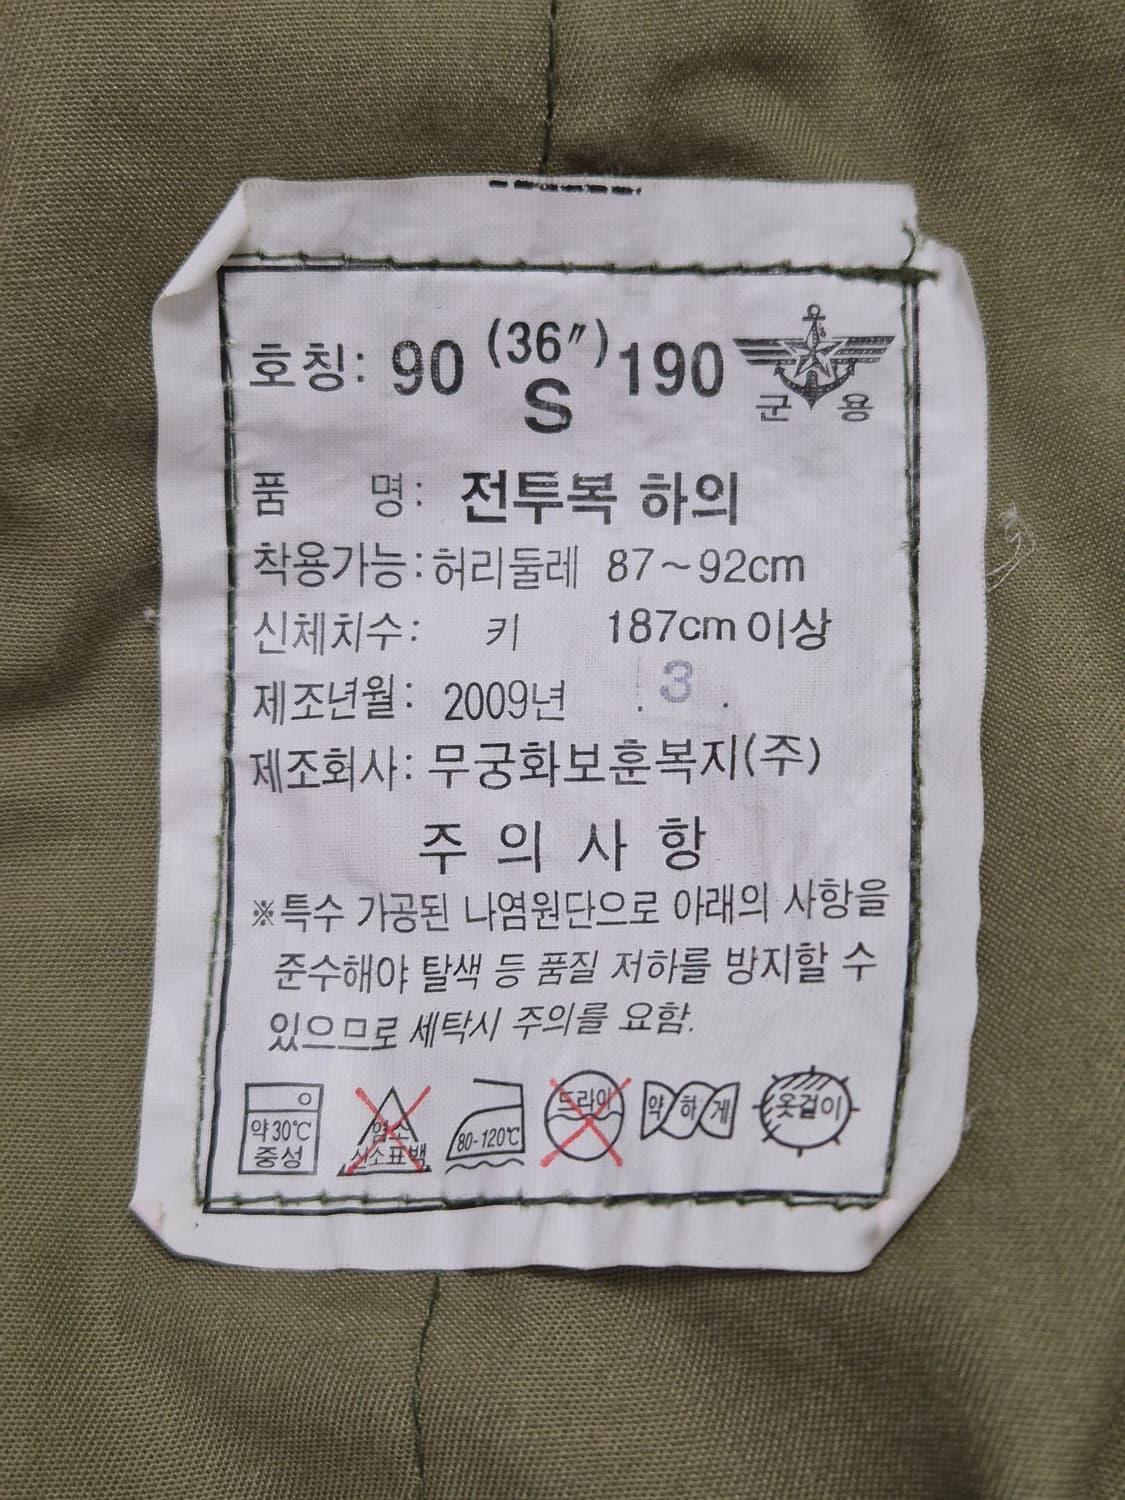 호칭: 90 (36″) S 190
군 용
품 명: 전투복 하의
착용가능: 허리둘레 87~92cm
신체치수: 키 187cm 이상
제조년월: 2009년 . 3 .
제조회사: 무궁화보훈복지(주)
주 의 사 항
※특수 가공된 나염원단으로 아래의 사항을
준수해야 탈색 등 품질 저하를 방지할 수
있으므로 세탁시 주의를 요함.
약 30℃
중성
염소
산소표백
80-120℃
드라이
약 하 게
옷걸이